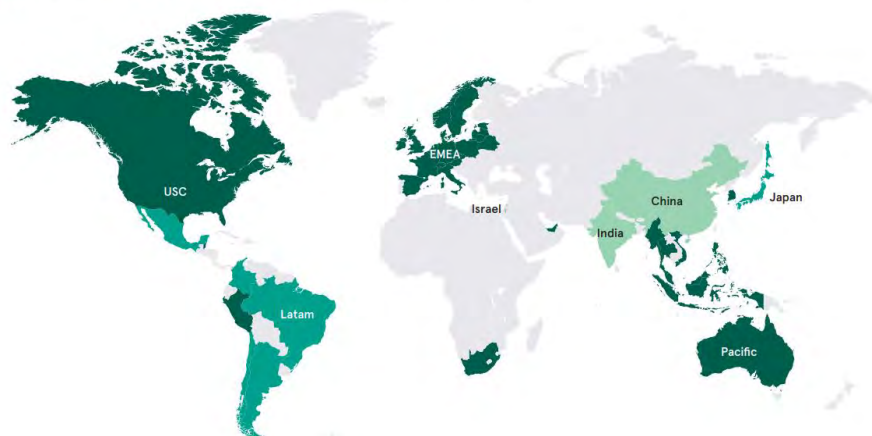 EMEA
USC
China
Japan
Israel
India
Latam
Pacific